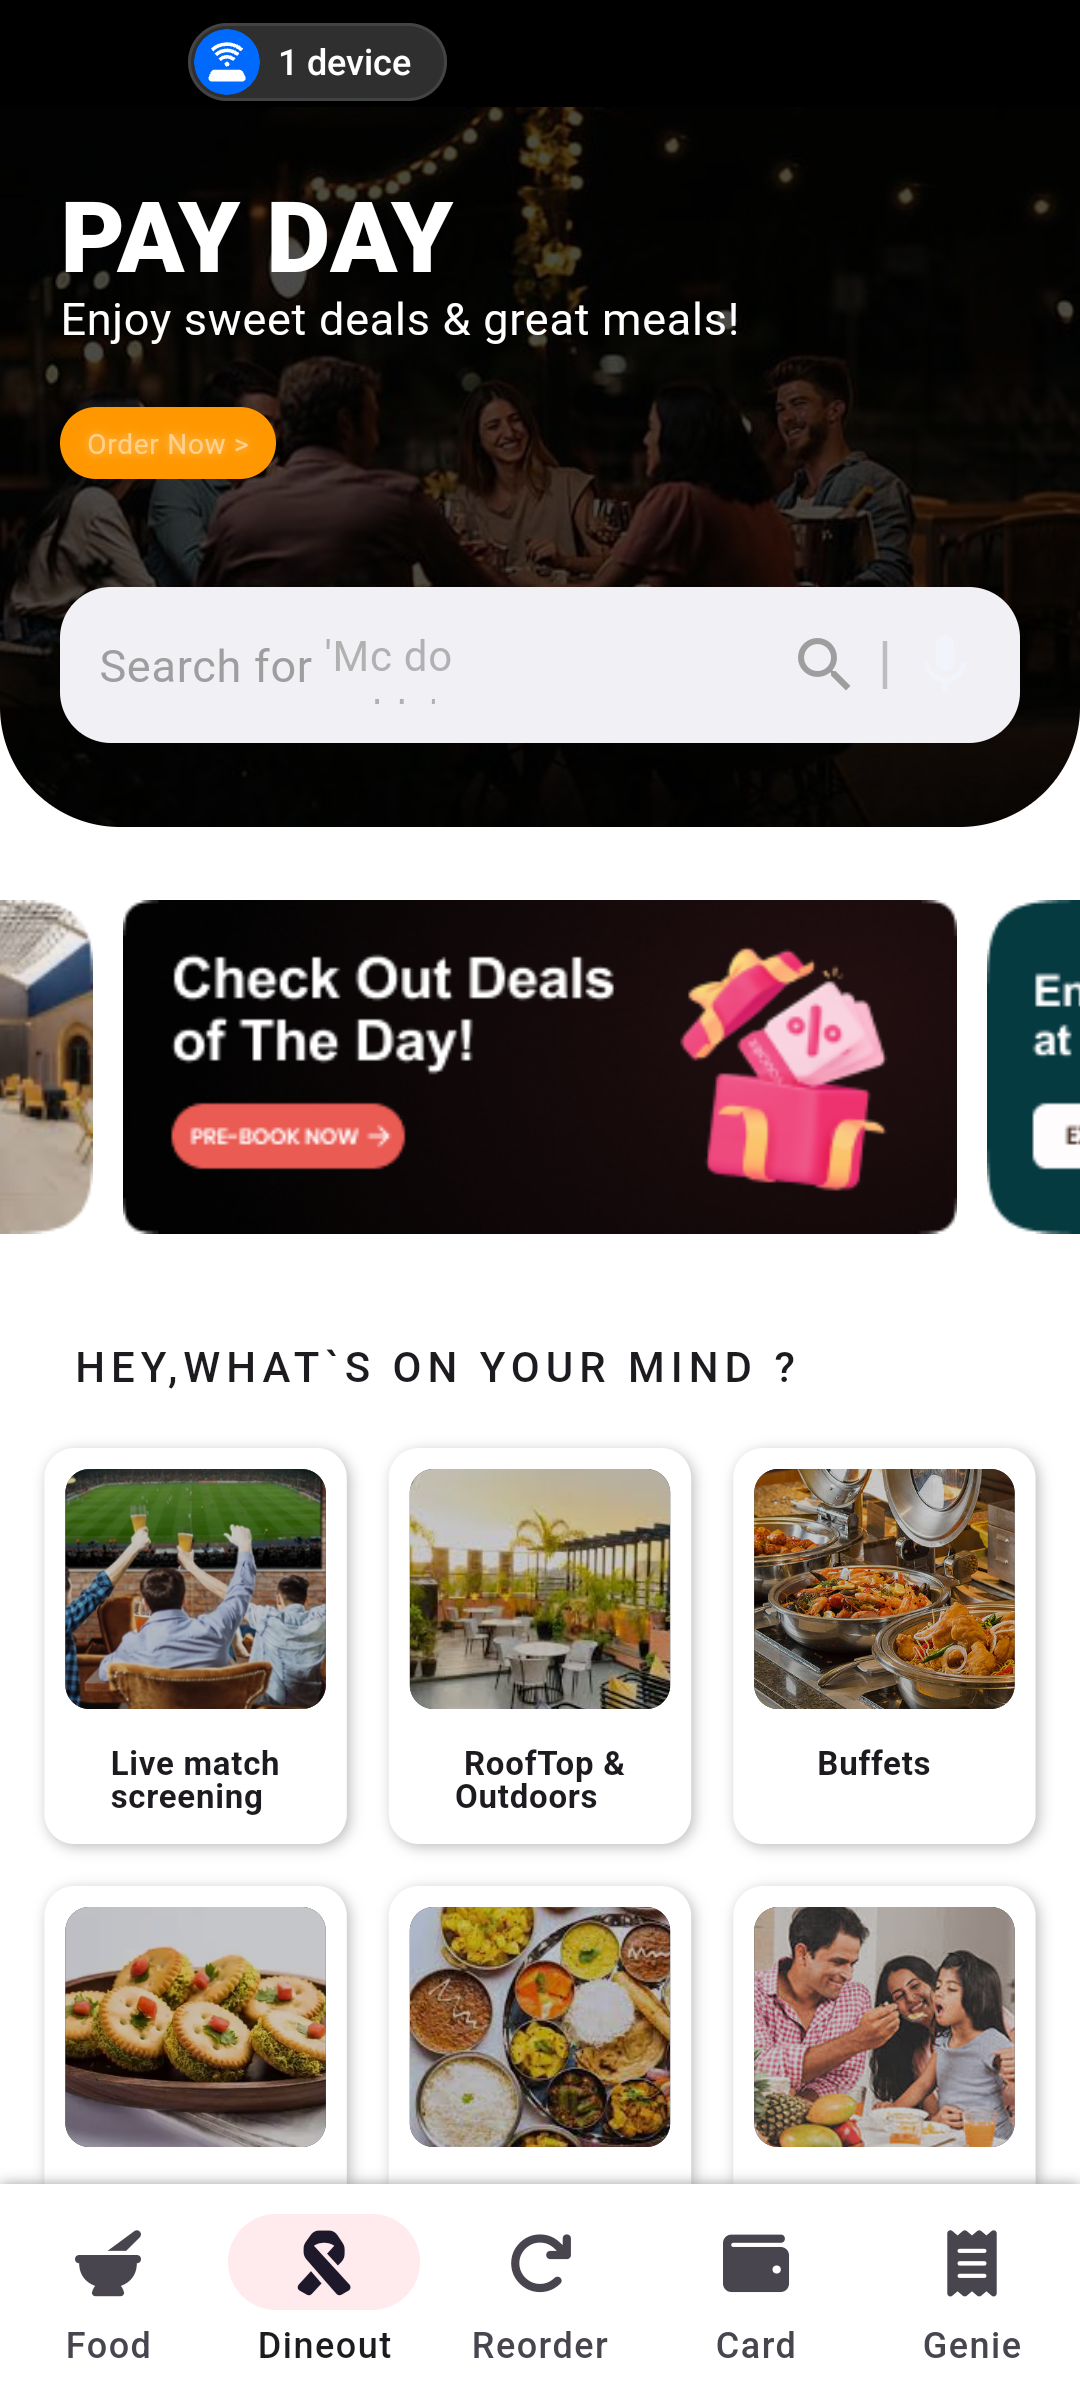 1 device
PAY DAY
Enjoy sweet deals & great meals!
Order Now >
Search for 'Mc do
Check Out Deals
of The Day!
PRE-BOOK NOW →
En
at
HEY,WHAT`S ON YOUR MIND ?
Live match
screening
RoofTop &
Outdoors
Buffets
Food
Dineout
Reorder
Card
Genie